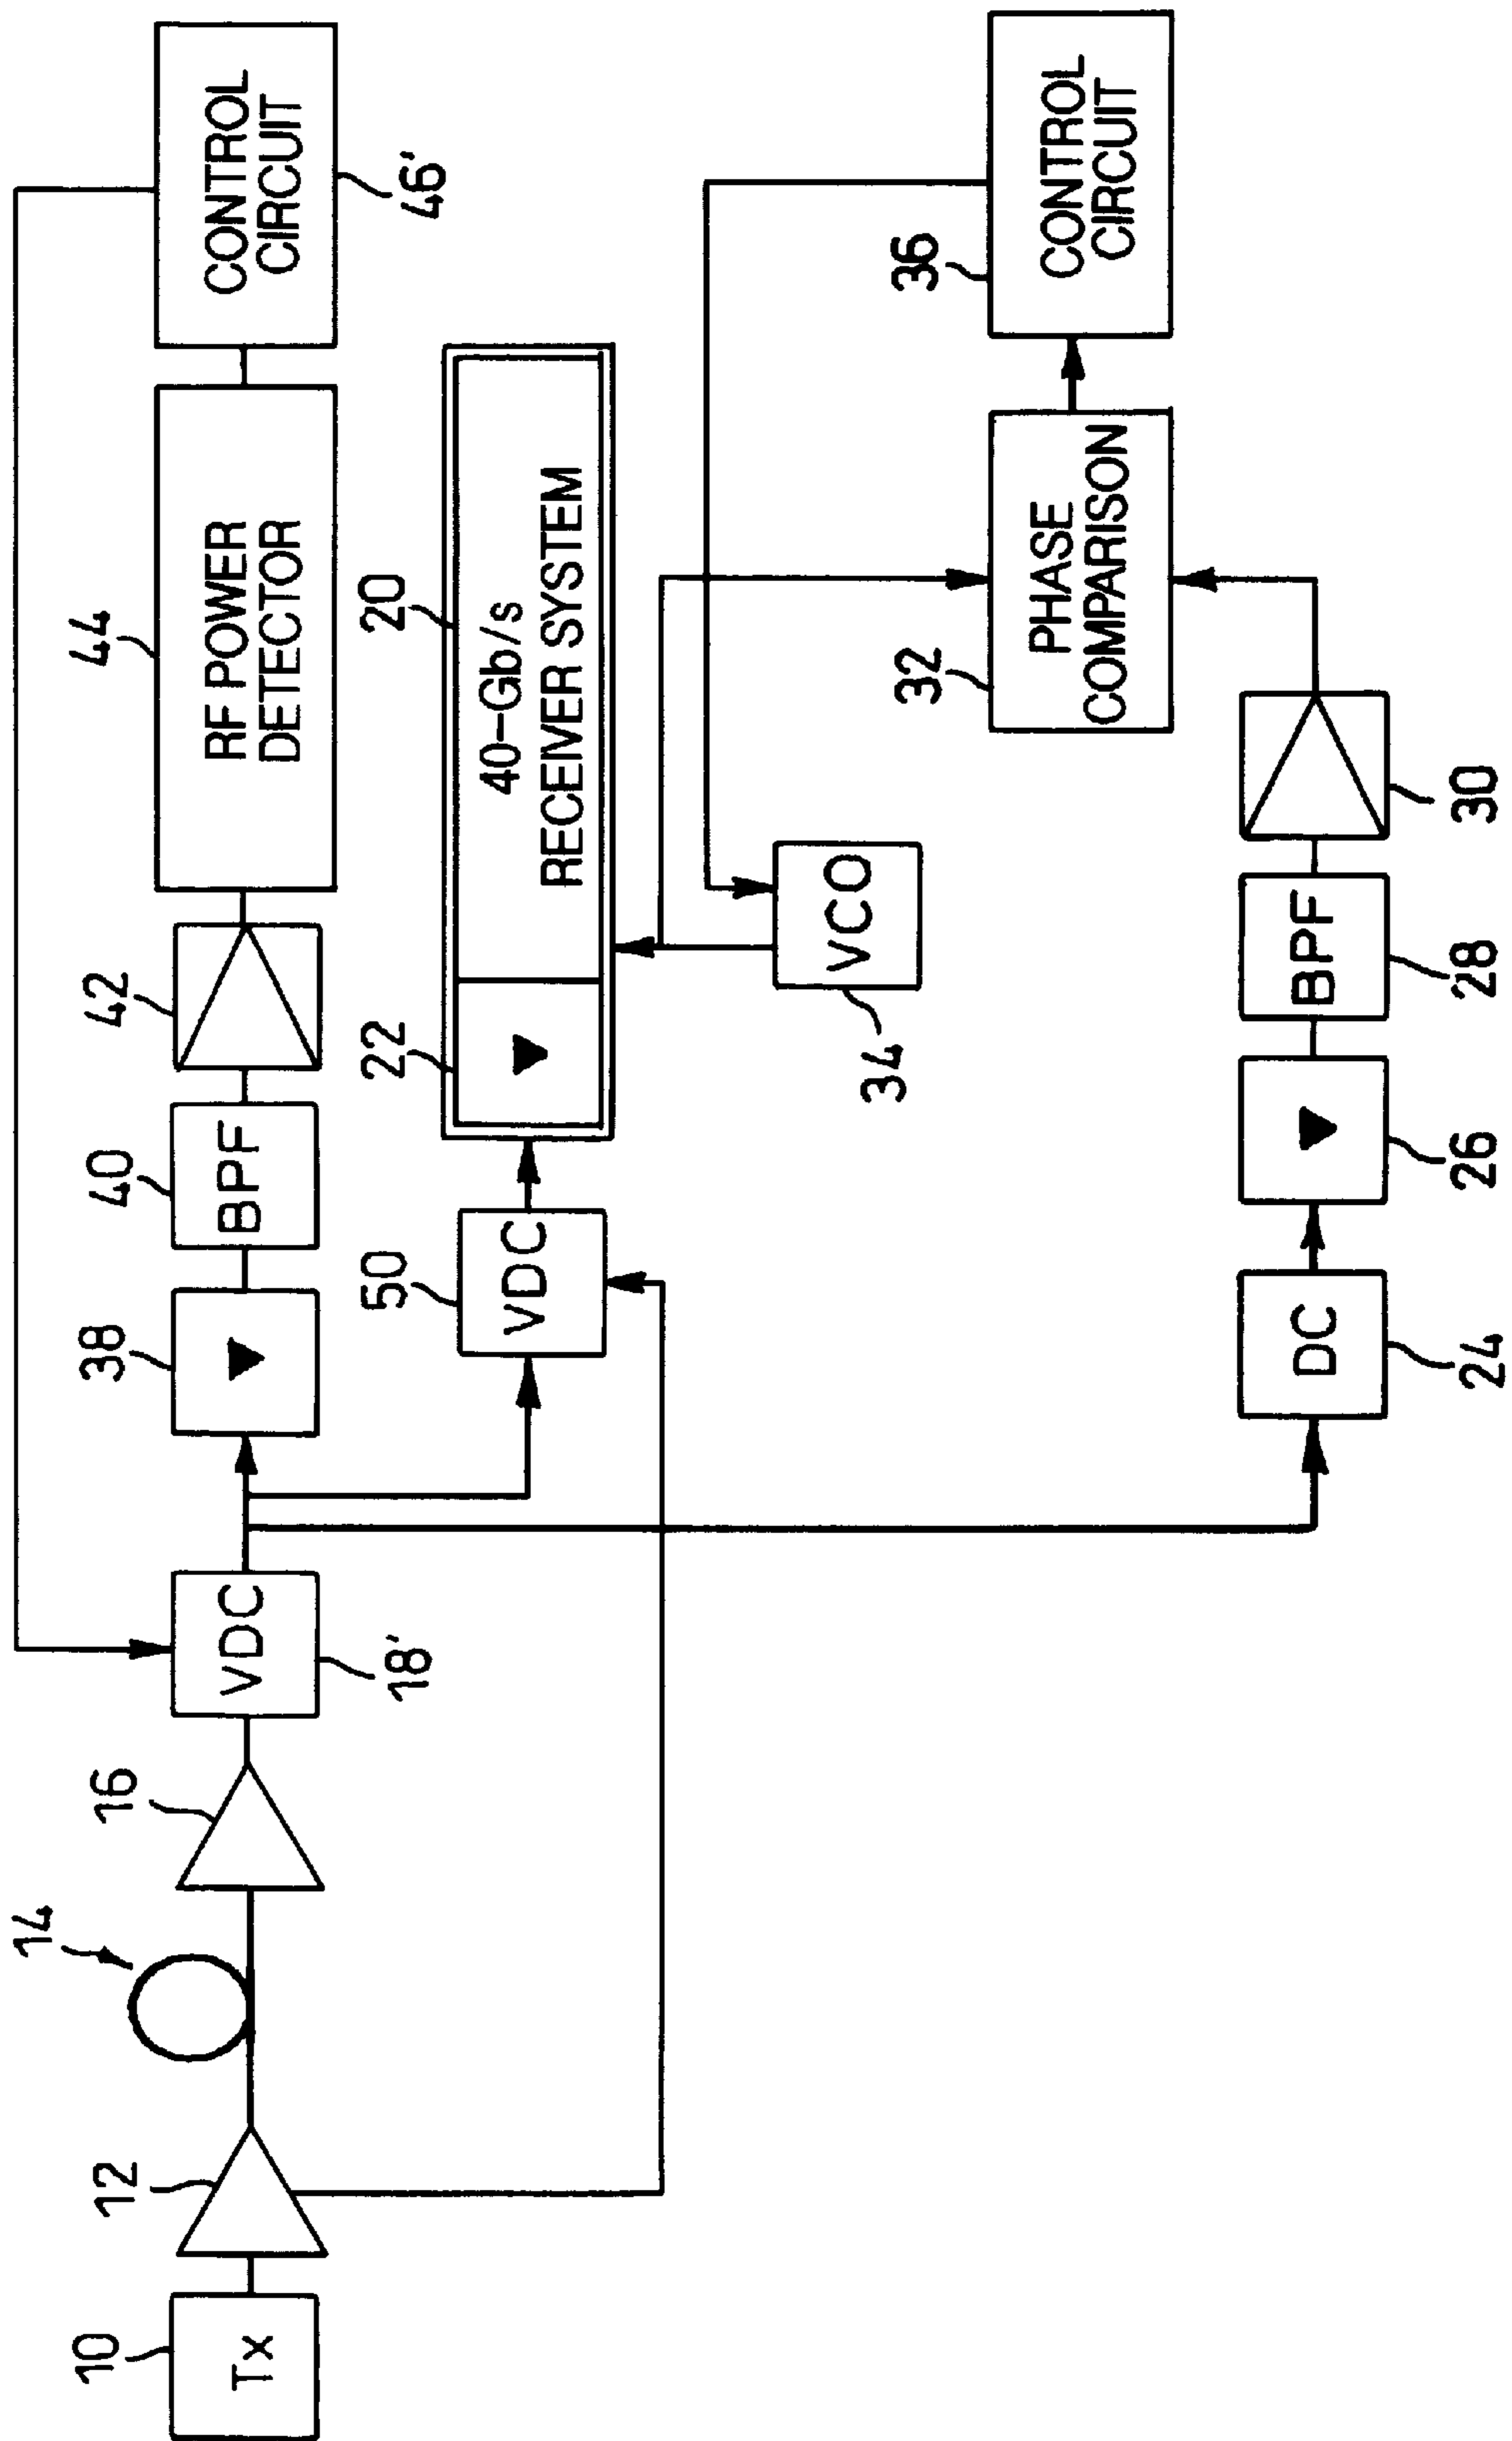 10
Tx
12
14
16
VDC
18'
38
40
BPF
42
44
RF POWER
DETECTOR
CONTROL
CIRCUIT
46'
50
VDC
22
20
40-Gb/s
RECEIVER SYSTEM
34
VCO
32
PHASE
COMPARISON
36
CONTROL
CIRCUIT
DC
24
26
BPF
28
30